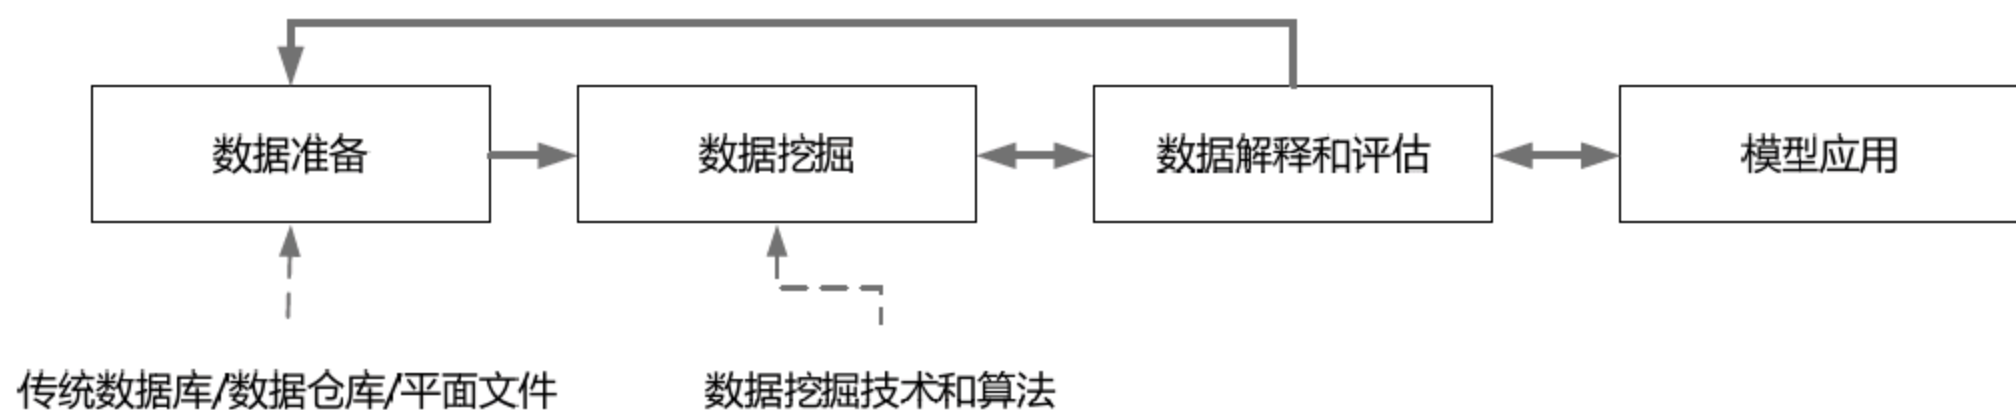 数据准备
数据挖掘
数据解释和评估
模型应用
传统数据库/数据仓库/平面文件
数据挖掘技术和算法